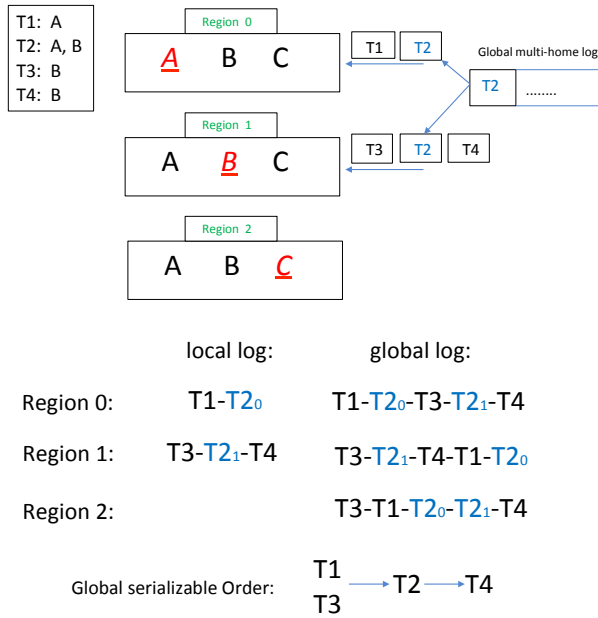 T1: A
T2: A, B
T3: B
T4: B
Region 0
A B C
T1 T2
Global multi-home log
T2 ........
Region 1
A B C
T3 T2 T4
Region 2
A B C
local log: global log:
Region 0: T1-T2₀ T1-T2₀-T3-T2₁-T4
Region 1: T3-T2₁-T4 T3-T2₁-T4-T1-T2₀
Region 2: T3-T1-T2₀-T2₁-T4
Global serializable Order:
T1
T3
T2
T4